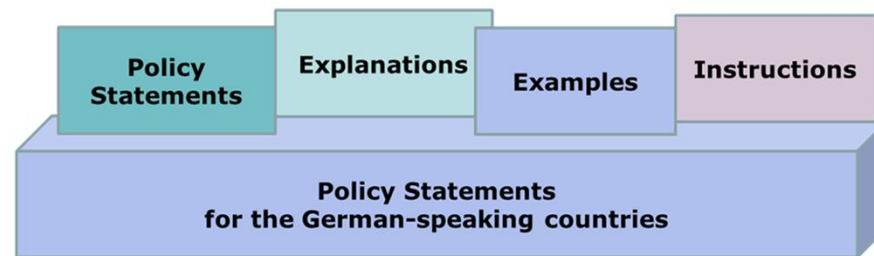 Policy
Statements
Explanations
Examples
Instructions
Policy Statements
for the German-speaking countries